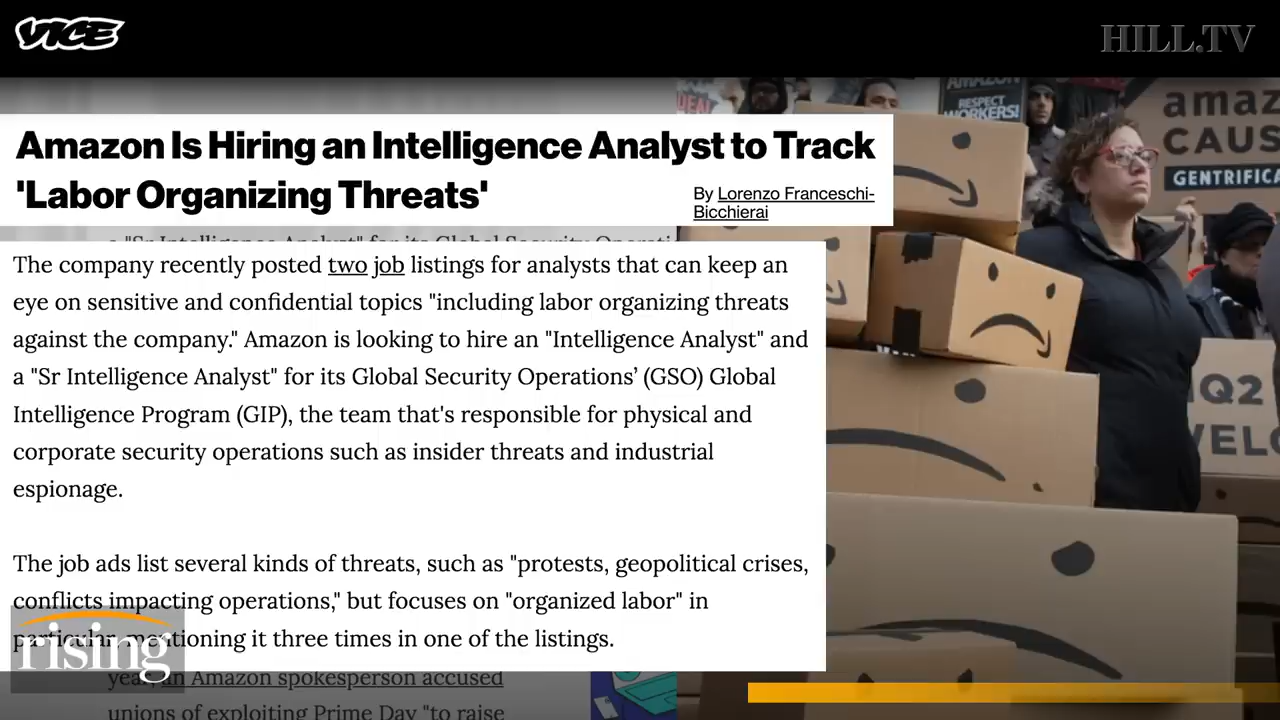 VICE
HILL.TV
Amazon Is Hiring an Intelligence Analyst to Track
'Labor Organizing Threats'
By Lorenzo Franceschi-
Bicchierai
The company recently posted two job listings for analysts that can keep an
eye on sensitive and confidential topics "including labor organizing threats
against the company." Amazon is looking to hire an "Intelligence Analyst" and
a "Sr Intelligence Analyst" for its Global Security Operations' (GSO) Global
Intelligence Program (GIP), the team that's responsible for physical and
corporate security operations such as insider threats and industrial
espionage.
The job ads list several kinds of threats, such as "protests, geopolitical crises,
conflicts impacting operations," but focuses on "organized labor" in
particular, mentioning it three times in one of the listings.
rising
year, an Amazon spokesperson accused
unions of exploiting Prime Day "to raise
AMAZON
RESPECT
WORKERS!
amaz
CAUS
GENTRIFICA